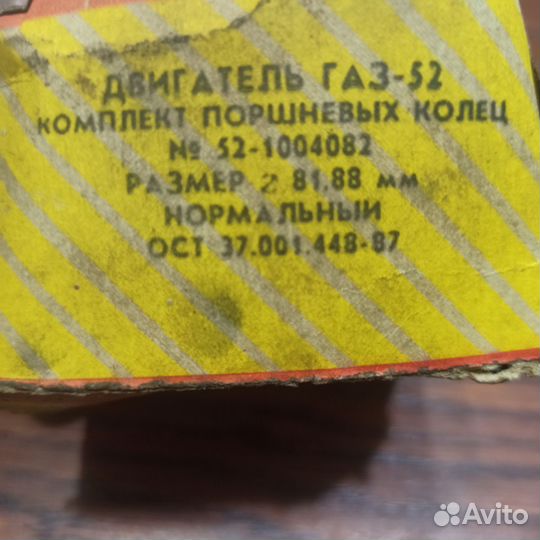 ДВИГАТЕЛЬ ГАЗ-52
КОМПЛЕКТ ПОРШНЕВЫХ КОЛЕЦ
№ 52-1004082
РАЗМЕР 2 81.88 мм
НОРМАЛЬНЫЙ
ОСТ 37.001.448-87
Avito